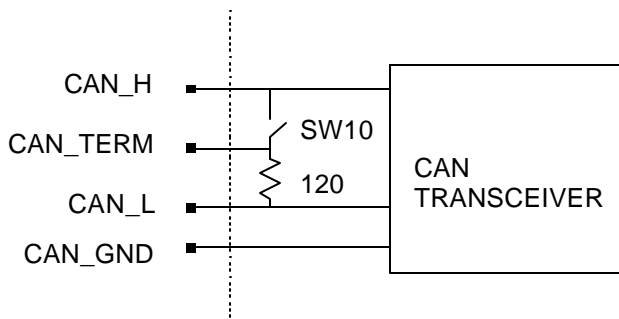 CAN_H
SW10
CAN_TERM
120
CAN
TRANSCEIVER
CAN_L
CAN_GND